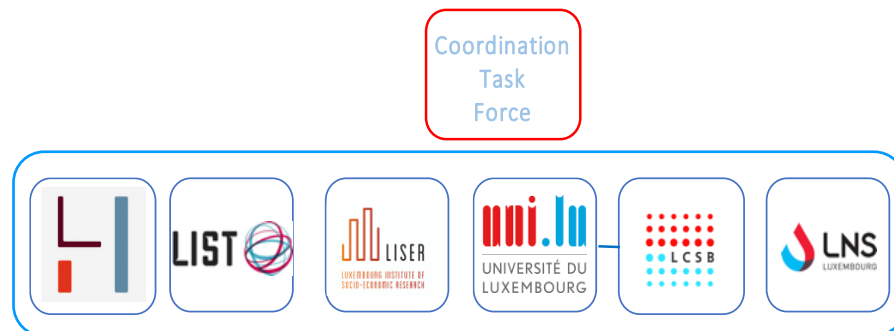 Coordination
Task
Force
LIST
LISER
LUXEMBOURG INSTITUTE OF
SOCIO-ECONOMIC RESEARCH
uni.lu
UNIVERSITÉ DU
LUXEMBOURG
LCSB
LNS
LUXEMBOURG